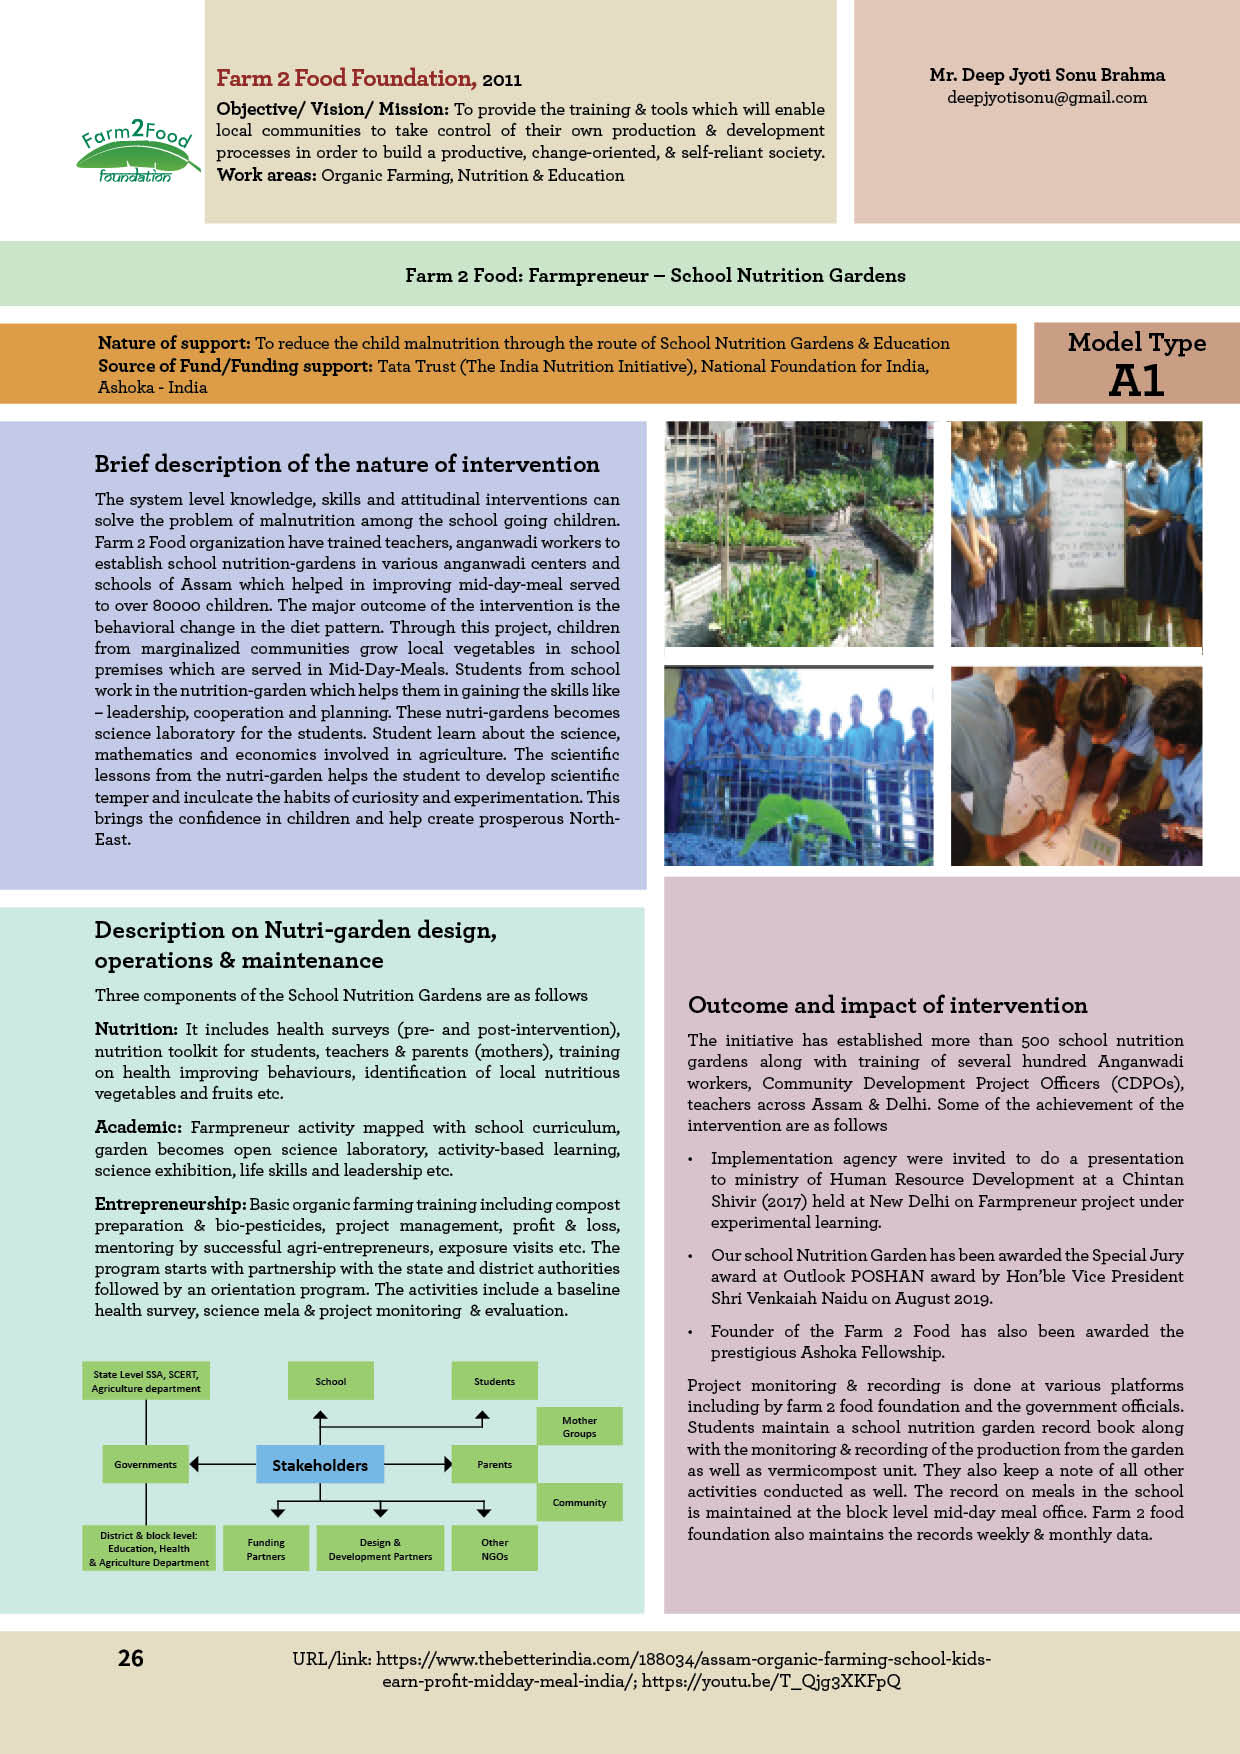 Farm2Food
foundation
Farm 2 Food Foundation, 2011
Objective/ Vision/ Mission: To provide the training & tools which will enable
local communities to take control of their own production & development
processes in order to build a productive, change-oriented, & self-reliant society.
Work areas: Organic Farming, Nutrition & Education
Mr. Deep Jyoti Sonu Brahma
deepjyotisonu@gmail.com
Farm 2 Food: Farmpreneur – School Nutrition Gardens
Nature of support: To reduce the child malnutrition through the route of School Nutrition Gardens & Education
Source of Fund/Funding support: Tata Trust (The India Nutrition Initiative), National Foundation for India,
Ashoka - India
Model Type
A1
Brief description of the nature of intervention
The system level knowledge, skills and attitudinal interventions can
solve the problem of malnutrition among the school going children.
Farm 2 Food organization have trained teachers, anganwadi workers to
establish school nutrition-gardens in various anganwadi centers and
schools of Assam which helped in improving mid-day-meal served
to over 80000 children. The major outcome of the intervention is the
behavioral change in the diet pattern. Through this project, children
from marginalized communities grow local vegetables in school
premises which are served in Mid-Day-Meals. Students from school
work in the nutrition-garden which helps them in gaining the skills like
– leadership, cooperation and planning. These nutri-gardens becomes
science laboratory for the students. Student learn about the science,
mathematics and economics involved in agriculture. The scientific
lessons from the nutri-garden helps the student to develop scientific
temper and inculcate the habits of curiosity and experimentation. This
brings the confidence in children and help create prosperous North-
East.
Description on Nutri-garden design,
operations & maintenance
Three components of the School Nutrition Gardens are as follows
Nutrition: It includes health surveys (pre- and post-intervention),
nutrition toolkit for students, teachers & parents (mothers), training
on health improving behaviours, identification of local nutritious
vegetables and fruits etc.
Academic: Farmpreneur activity mapped with school curriculum,
garden becomes open science laboratory, activity-based learning,
science exhibition, life skills and leadership etc.
Entrepreneurship: Basic organic farming training including compost
preparation & bio-pesticides, project management, profit & loss,
mentoring by successful agri-entrepreneurs, exposure visits etc. The
program starts with partnership with the state and district authorities
followed by an orientation program. The activities include a baseline
health survey, science mela & project monitoring & evaluation.
State Level SSA, SCERT,
Agriculture department
School
Students
Mother
Groups
Governments
Stakeholders
Parents
Community
District & block level:
Education, Health
& Agriculture Department
Funding
Partners
Design &
Development Partners
Other
NGOs
Outcome and impact of intervention
The initiative has established more than 500 school nutrition
gardens along with training of several hundred Anganwadi
workers, Community Development Project Officers (CDPOs),
teachers across Assam & Delhi. Some of the achievement of the
intervention are as follows
• Implementation agency were invited to do a presentation
to ministry of Human Resource Development at a Chintan
Shivir (2017) held at New Delhi on Farmpreneur project under
experimental learning.
• Our school Nutrition Garden has been awarded the Special Jury
award at Outlook POSHAN award by Hon’ble Vice President
Shri Venkaiah Naidu on August 2019.
• Founder of the Farm 2 Food has also been awarded the
prestigious Ashoka Fellowship.
Project monitoring & recording is done at various platforms
including by farm 2 food foundation and the government officials.
Students maintain a school nutrition garden record book along
with the monitoring & recording of the production from the garden
as well as vermicompost unit. They also keep a note of all other
activities conducted as well. The record on meals in the school
is maintained at the block level mid-day meal office. Farm 2 food
foundation also maintains the records weekly & monthly data.
26
URL/link: https://www.thebetterindia.com/188034/assam-organic-farming-school-kids-
earn-profit-midday-meal-india/; https://youtu.be/T_Qjg3XKFpQ